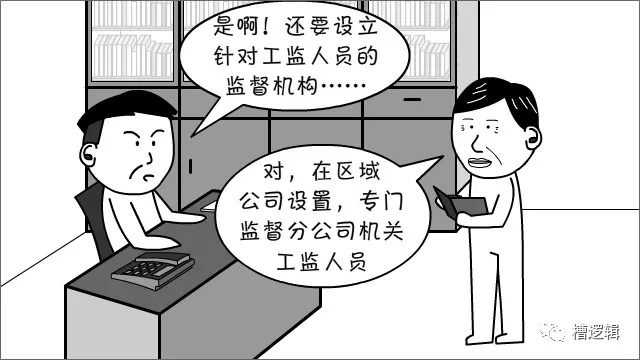 是啊！还要设立
针对工监人员的
监督机构……
对，在区域
公司设置，专门
监督分公司机关
工监人员
槽逻辑